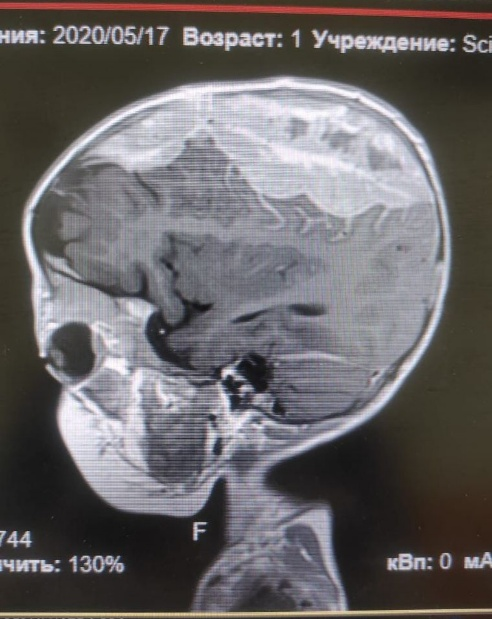 ния: 2020/05/17 Возраст: 1 Учреждение: Sci
F
744
чить: 130%
кВп: 0 мА